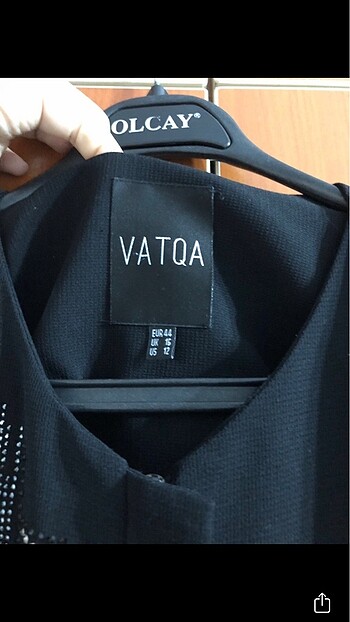 OLCAY®
VATQA
EUR 44
UK 16
US 12